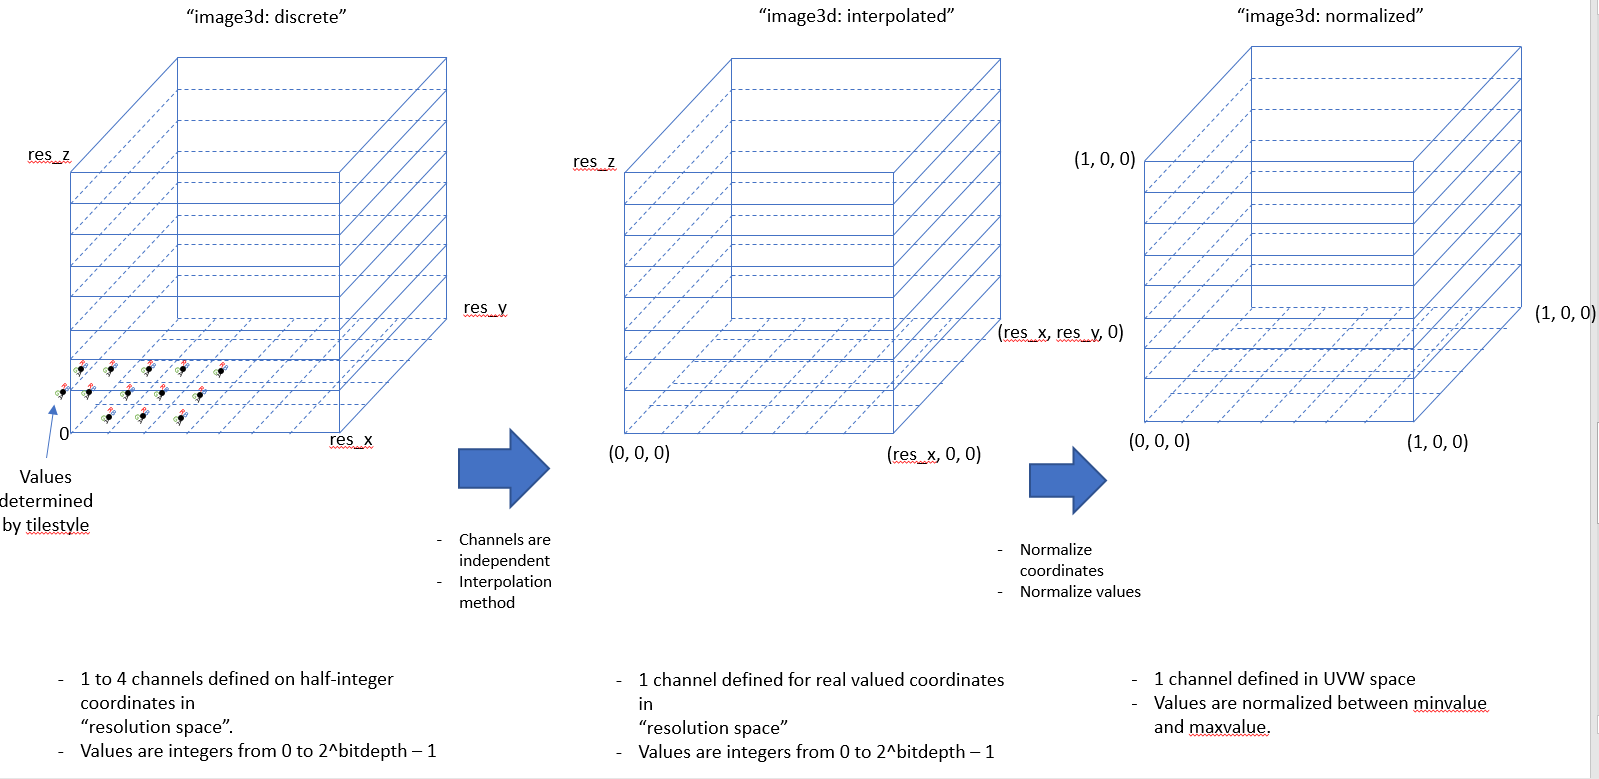 “image3d: discrete”
“image3d: interpolated”
“image3d: normalized”
res_z
res_y
0
res_x
Values
determined
by tilestyle
res_z
(res_x, res_y, 0)
(0, 0, 0)
(res_x, 0, 0)
(1, 0, 0)
(1, 0, 0)
(0, 0, 0)
(1, 0, 0)
- Channels are
independent
- Interpolation
method
- Normalize
coordinates
- Normalize values
- 1 to 4 channels defined on half-integer
coordinates in
“resolution space”.
- Values are integers from 0 to 2^bitdepth – 1
- 1 channel defined for real valued coordinates
in
“resolution space”
- Values are integers from 0 to 2^bitdepth – 1
- 1 channel defined in UVW space
- Values are normalized between minvalue
and maxvalue.